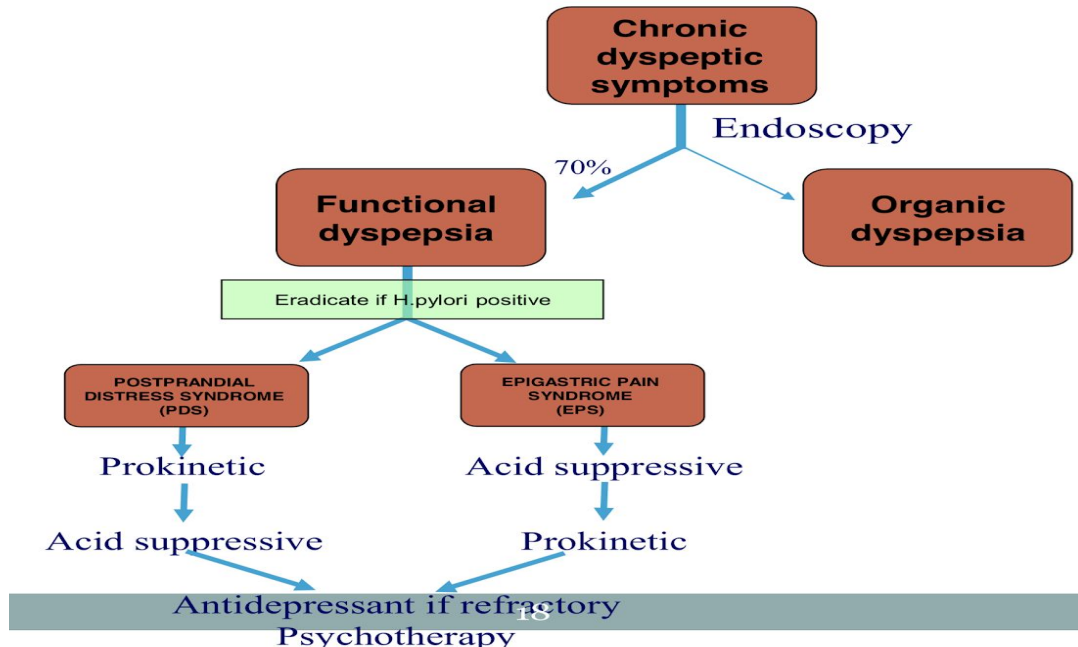 Chronic
dyspeptic
symptoms
Endoscopy
70%
Functional
dyspepsia
Organic
dyspepsia
Eradicate if H.pylori positive
POSTPRANDIAL
DISTRESS SYNDROME
(PDS)
EPIGASTRIC PAIN
SYNDROME
(EPS)
Prokinetic
Acid suppressive
Acid suppressive
Prokinetic
Antidepressant if refractory
18
Psychotherapy